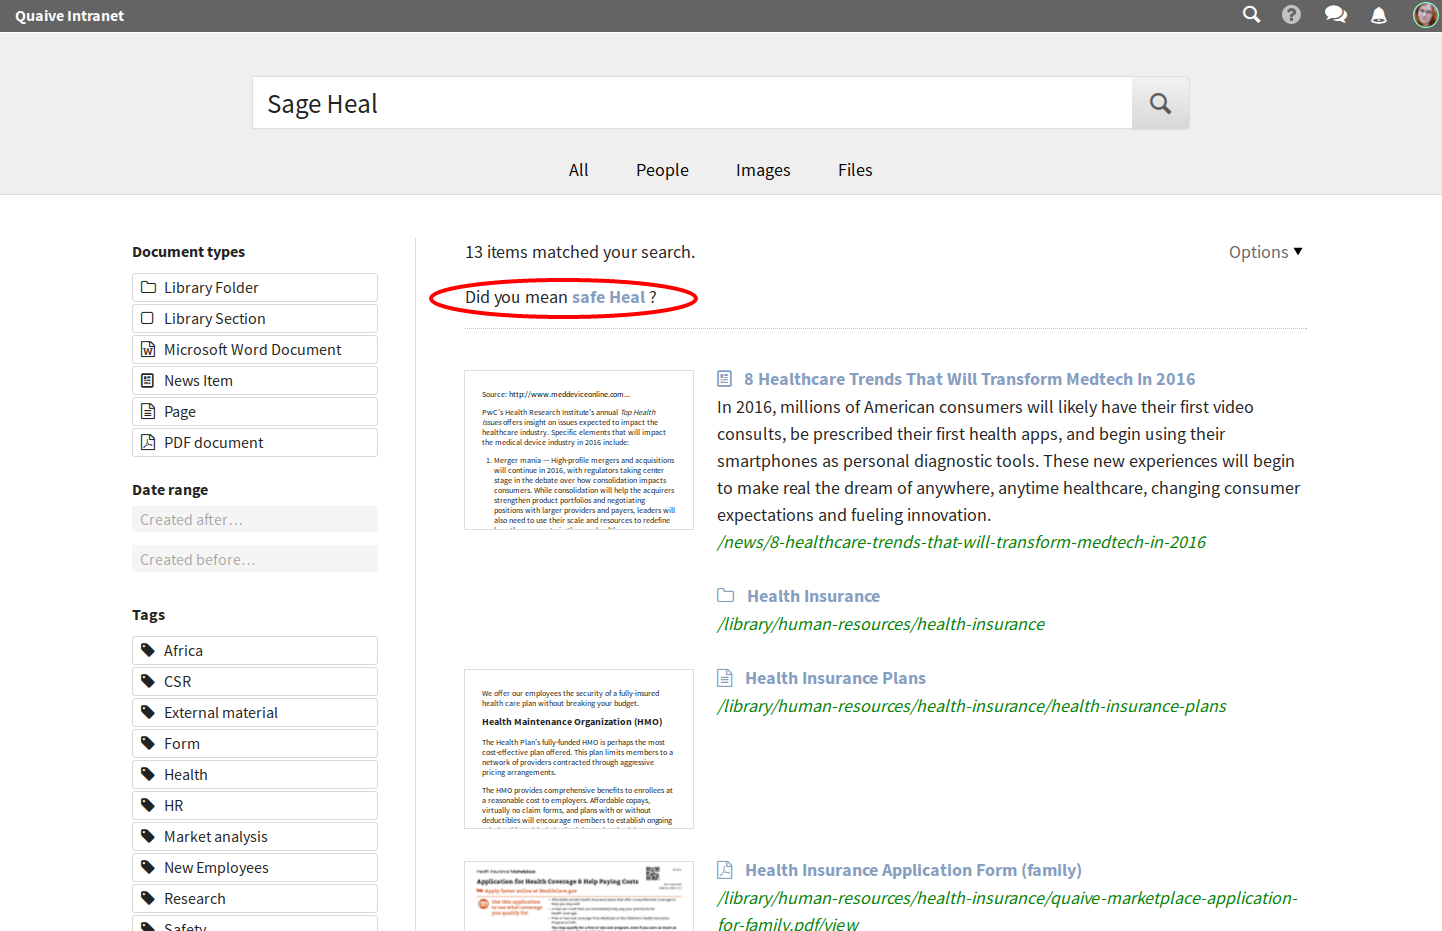 Quaive Intranet
Sage Heal
All People Images Files
Document types
Library Folder
Library Section
Microsoft Word Document
News Item
Page
PDF document
Date range
Created after…
Created before…
Tags
Africa
CSR
External material
Form
Health
HR
Market analysis
New Employees
Research
Safety
13 items matched your search.
Options
Did you mean safe Heal ?
Source: http://www.meddeviceonline.com...
PwC's Health Research Institute's annual Top Health
Issues offers insight on issues expected to impact the
healthcare industry. Specific elements that will impact
the medical device industry in 2016 include:
1. Merger mania — High-profile mergers and acquisitions
will continue in 2016, with regulators taking center
stage in the debate over how consolidation impacts
consumers. While consolidation will help the acquirers
strengthen product portfolios and negotiating
positions with larger providers and payers, leaders will
also need to use their scale and resources to redefine
8 Healthcare Trends That Will Transform Medtech In 2016
In 2016, millions of American consumers will likely have their first video
consults, be prescribed their first health apps, and begin using their
smartphones as personal diagnostic tools. These new experiences will begin
to make real the dream of anywhere, anytime healthcare, changing consumer
expectations and fueling innovation.
/news/8-healthcare-trends-that-will-transform-medtech-in-2016
Health Insurance
/library/human-resources/health-insurance
We offer our employees the security of a fully-insured
health care plan without breaking your budget.
Health Maintenance Organization (HMO)
The Health Plan's fully-funded HMO is perhaps the most
cost-effective plan offered. This plan limits members to a
network of providers contracted through aggressive
pricing arrangements.
The HMO provides comprehensive benefits to enrollees at
a reasonable cost to employers. Affordable copays,
virtually no claim forms, and plans with or without
deductibles will encourage members to establish ongoing
Health Insurance Plans
/library/human-resources/health-insurance/health-insurance-plans
Health Insurance Marketplace
Application for Health Coverage & Help Paying Costs
Apply faster online at HealthCare.gov
Use this application
to see what coverage
you qualify for
Health Insurance Application Form (family)
/library/human-resources/health-insurance/quaive-marketplace-application-
for-family.pdf/view